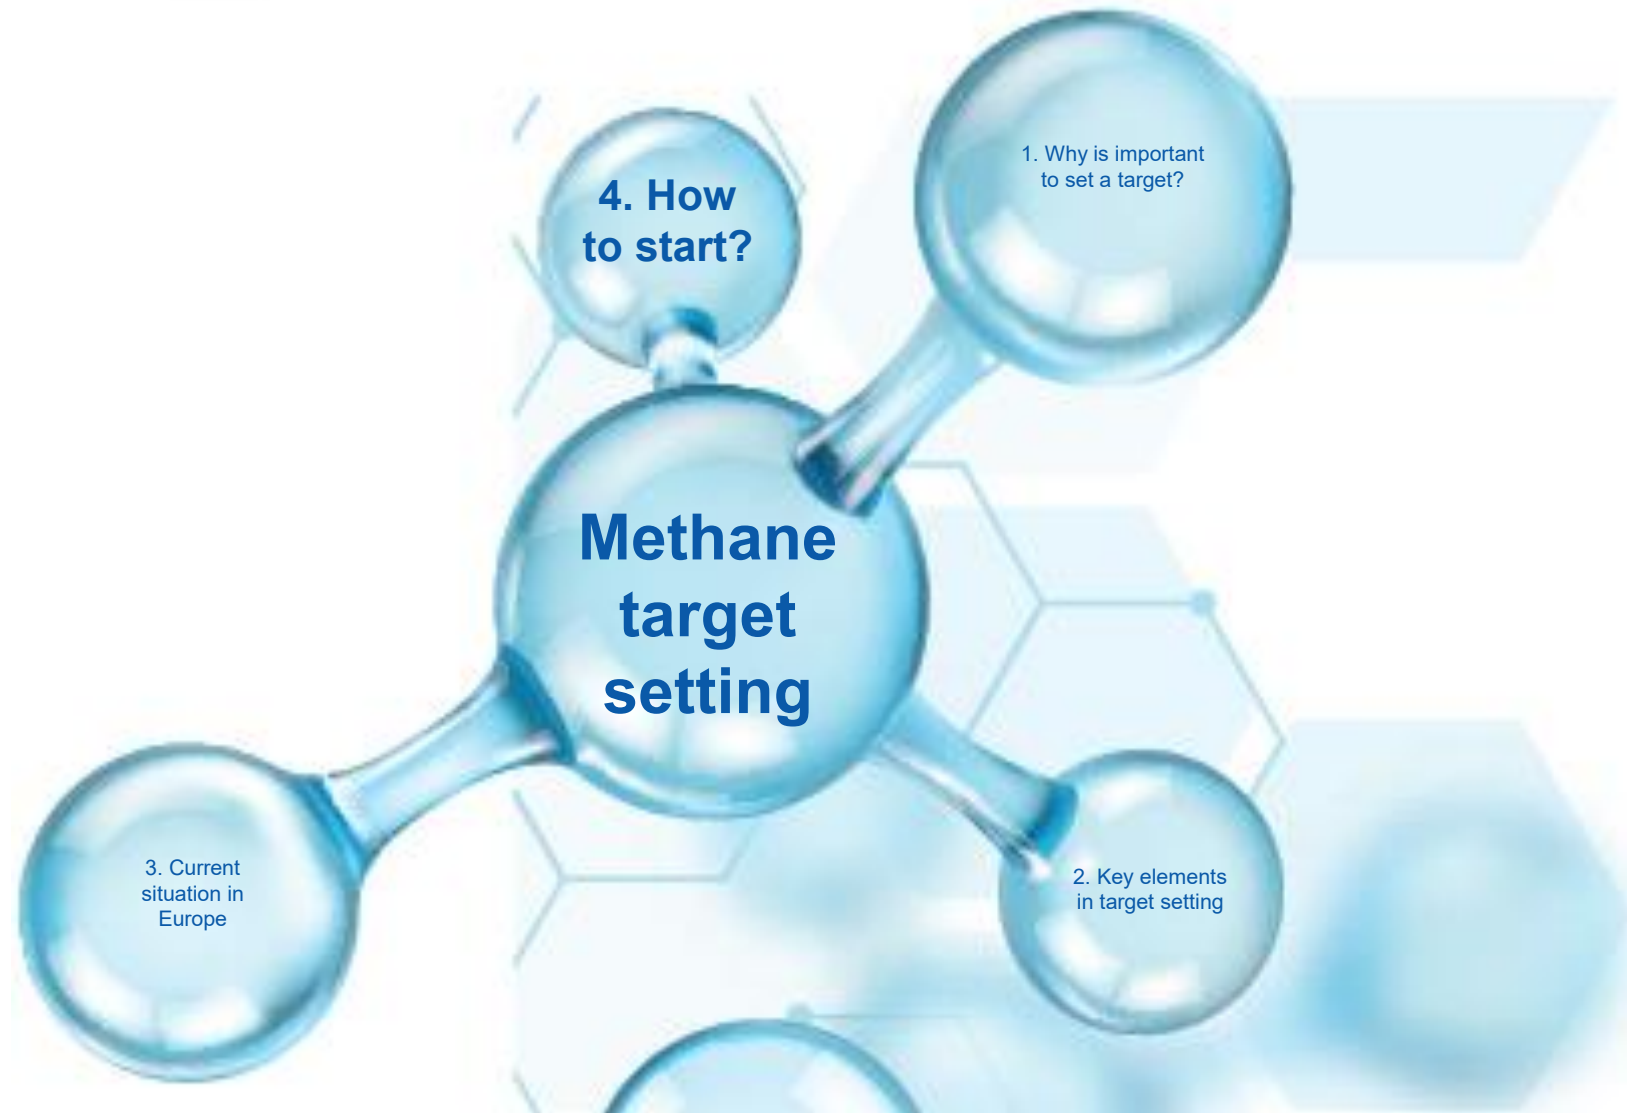 4. How
to start?
1. Why is important
to set a target?
Methane
target
setting
3. Current
situation in
Europe
2. Key elements
in target setting